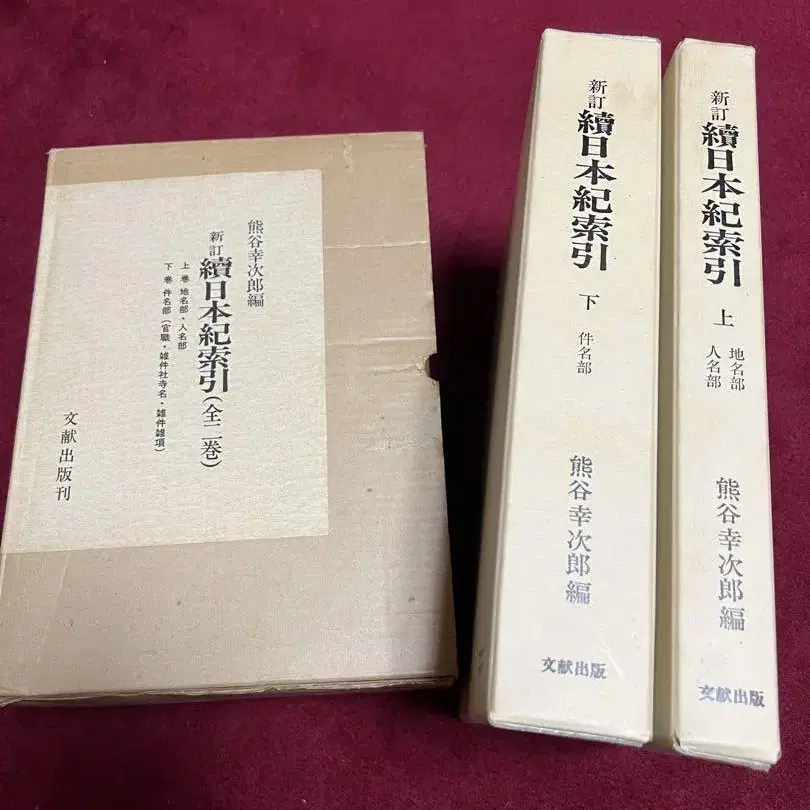 熊谷幸次郎編
新訂 續日本紀索引(全二巻)
上巻 地名部・人名部
下巻 件名部(官職・雑件社寺名・雑件雑項)
文献出版刊
新訂 續日本紀索引 下 件名部
熊谷幸次郎編
文献出版
新訂 續日本紀索引 上 地名部 人名部
熊谷幸次郎編
文献出版